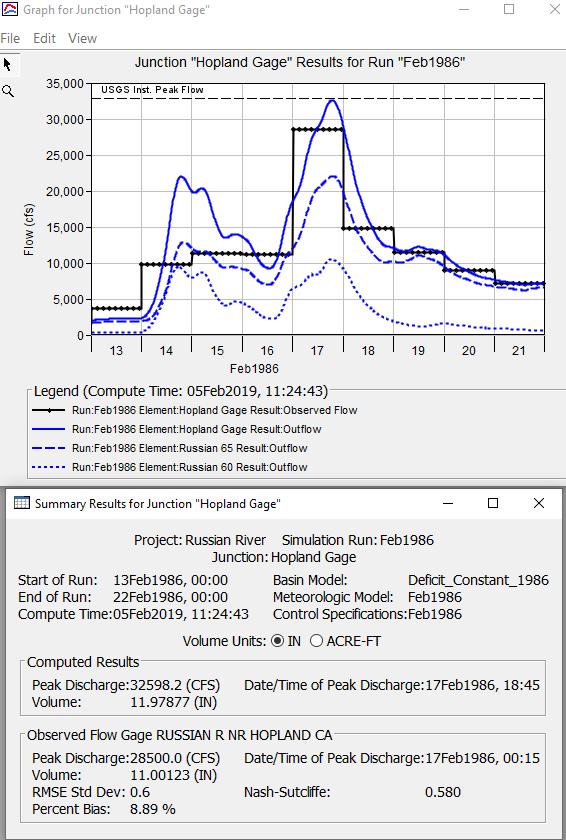 Graph for Junction "Hopland Gage"
File Edit View
Junction "Hopland Gage" Results for Run "Feb1986"
35,000
USGS Inst. Peak Flow
30,000
25,000
20,000
15,000
10,000
5,000
0
Flow (cfs)
13 14 15 16 17 18 19 20 21
Feb1986
Legend (Compute Time: 05Feb2019, 11:24:43)
Run:Feb1986 Element:Hopland Gage Result:Observed Flow
Run:Feb1986 Element:Hopland Gage Result:Outflow
Run:Feb1986 Element:Russian 65 Result:Outflow
Run:Feb1986 Element:Russian 60 Result:Outflow
Summary Results for Junction "Hopland Gage"
Project: Russian River Simulation Run: Feb1986
Junction: Hopland Gage
Start of Run: 13Feb1986, 00:00 Basin Model: Deficit_Constant_1986
End of Run: 22Feb1986, 00:00 Meteorologic Model: Feb1986
Compute Time:05Feb2019, 11:24:43 Control Specifications:Feb1986
Volume Units: IN ACRE-FT
Computed Results
Peak Discharge:32598.2 (CFS) Date/Time of Peak Discharge:17Feb1986, 18:45
Volume: 11.97877 (IN)
Observed Flow Gage RUSSIAN R NR HOPLAND CA
Peak Discharge:28500.0 (CFS) Date/Time of Peak Discharge:17Feb1986, 00:15
Volume: 11.00123 (IN)
RMSE Std Dev: 0.6 Nash-Sutcliffe: 0.580
Percent Bias: 8.89 %